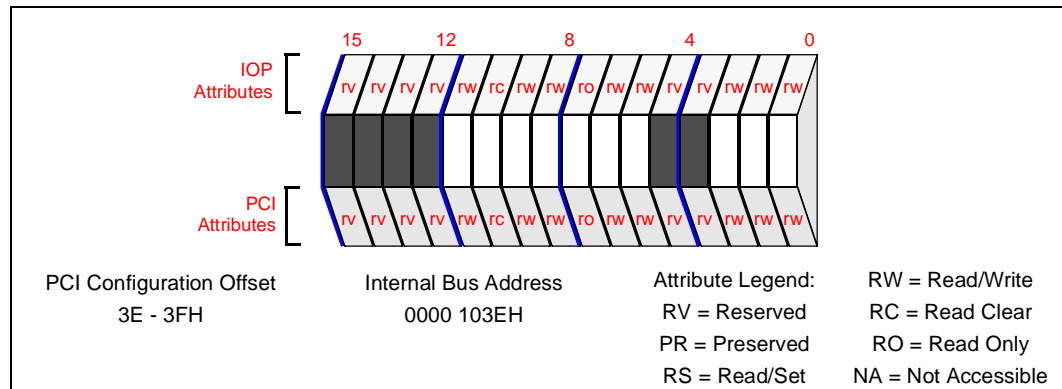 15 12 8 4 0
IOP
Attributes
rv rv rv rv rw rc rw rw ro rw rw rv rv rw rw rw
PCI
Attributes
rv rv rv rv rw rc rw rw ro rw rw rv rv rw rw rw
PCI Configuration Offset
3E - 3FH
Internal Bus Address
0000 103EH
Attribute Legend:
RV = Reserved
PR = Preserved
RS = Read/Set
RW = Read/Write
RC = Read Clear
RO = Read Only
NA = Not Accessible